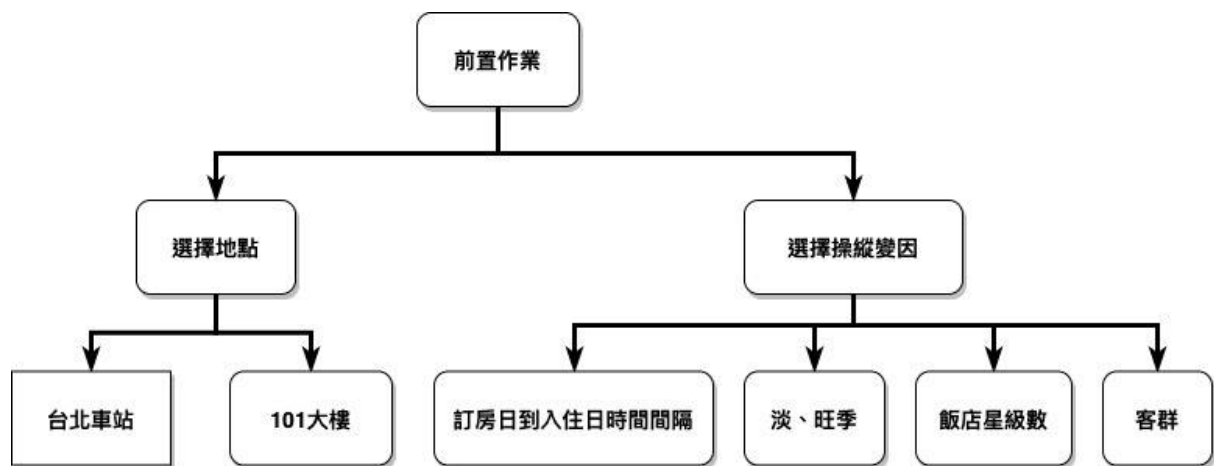 前置作業
選擇地點
選擇操縱變因
台北車站
101大樓
訂房日到入住日時間間隔
淡、旺季
飯店星級數
客群